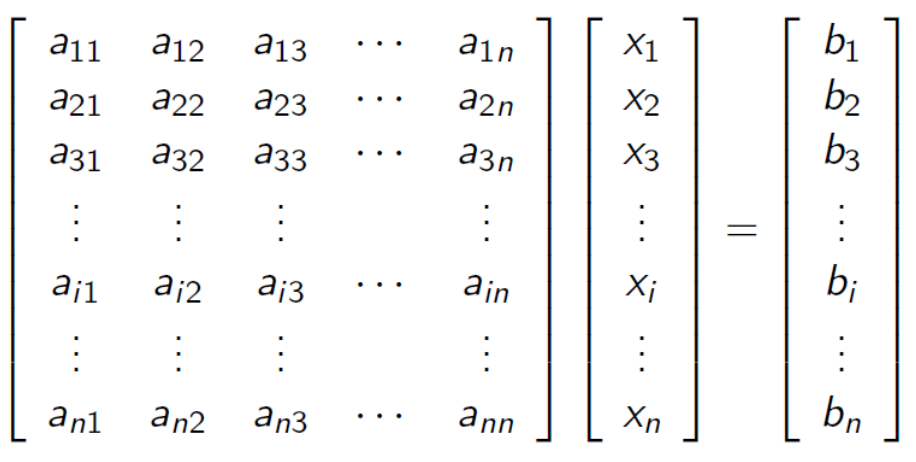 a11 a12 a13 ··· a1n x1 b1
a21 a22 a23 ··· a2n x2 b2
a31 a32 a33 ··· a3n x3 b3
⋮ ⋮ ⋮ ⋮ ⋮ = ⋮
ai1 ai2 ai3 ··· ain xi bi
⋮ ⋮ ⋮ ⋮ ⋮ ⋮
an1 an2 an3 ··· ann xn bn